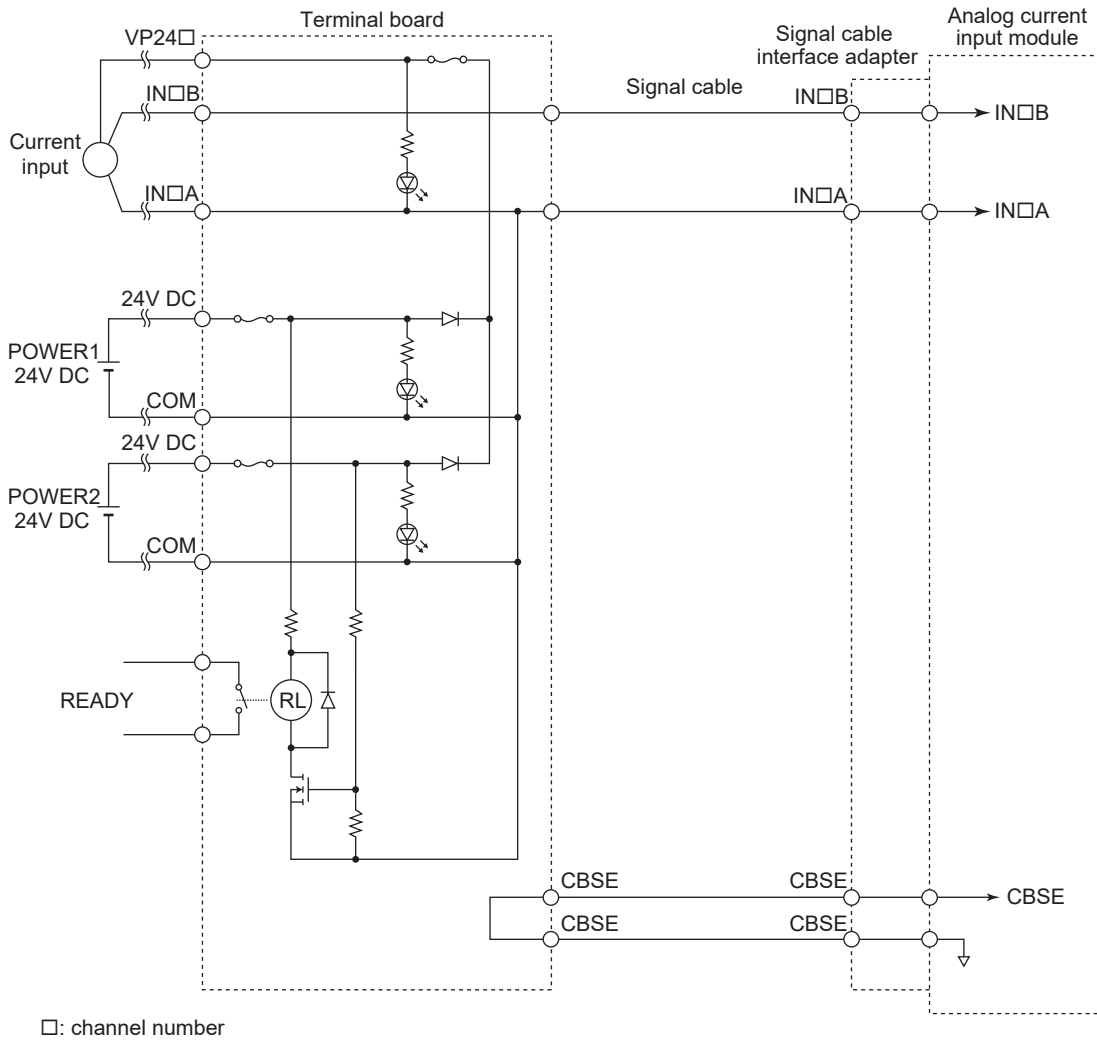 Terminal board
Analog current
input module
Signal cable
interface adapter
VP24□
Signal cable
IN□B
IN□B
IN□B
Current
input
IN□A
IN□A
IN□A
24V DC
POWER1
24V DC
COM
24V DC
POWER2
24V DC
COM
READY
RL
CBSE
CBSE
CBSE
CBSE
CBSE
□: channel number